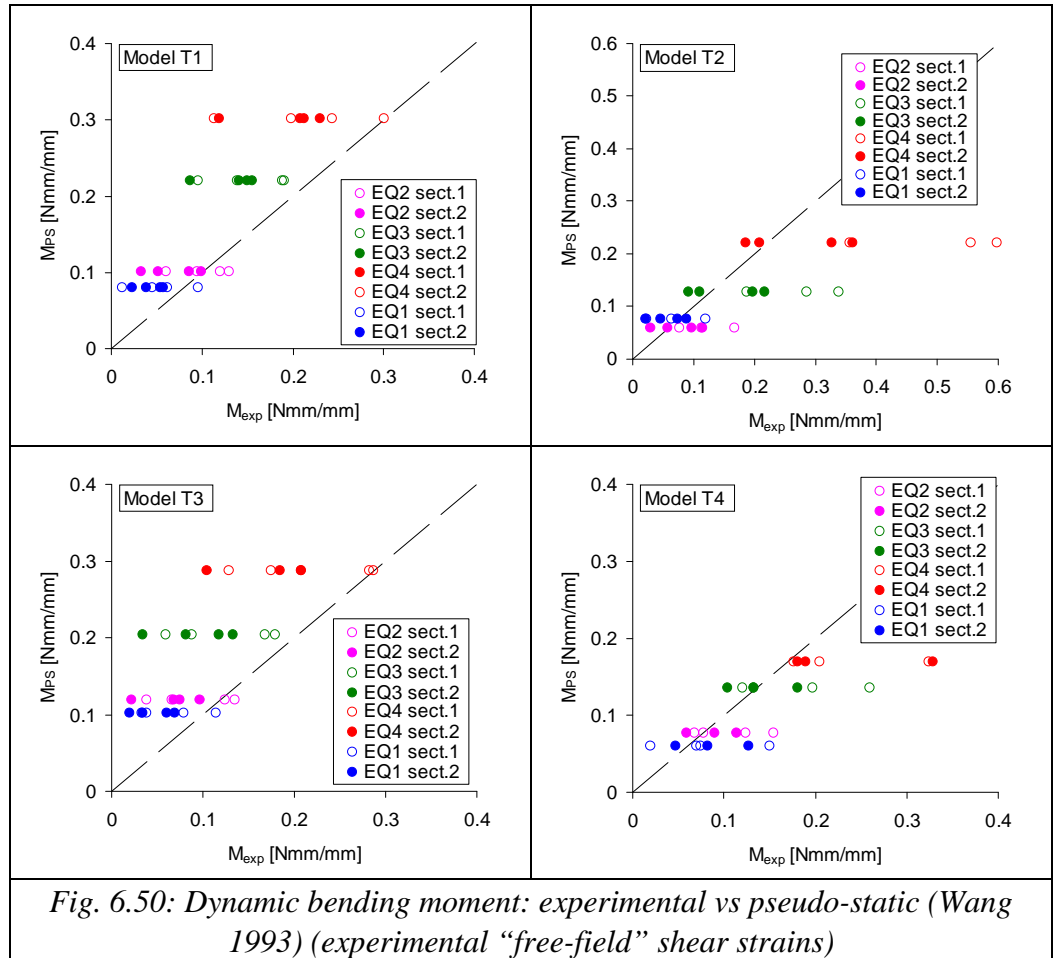 Model T1
0.4
0.3
0.2
0.1
0
MPS [Nmm/mm]
0 0.1 0.2 0.3 0.4
Mexp [Nmm/mm]
EQ2 sect.1
EQ2 sect.2
EQ3 sect.1
EQ3 sect.2
EQ4 sect.1
EQ4 sect.2
EQ1 sect.1
EQ1 sect.2
Model T2
0.6
0.5
0.4
0.3
0.2
0.1
0
MPS [Nmm/mm]
0 0.1 0.2 0.3 0.4 0.5 0.6
Mexp [Nmm/mm]
EQ2 sect.1
EQ2 sect.2
EQ3 sect.1
EQ3 sect.2
EQ4 sect.1
EQ4 sect.2
EQ1 sect.1
EQ1 sect.2
Model T3
0.4
0.3
0.2
0.1
0
MPS [Nmm/mm]
0 0.1 0.2 0.3 0.4
Mexp [Nmm/mm]
EQ2 sect.1
EQ2 sect.2
EQ3 sect.1
EQ3 sect.2
EQ4 sect.1
EQ4 sect.2
EQ1 sect.1
EQ1 sect.2
Model T4
0.4
0.3
0.2
0.1
0
MPS [Nmm/mm]
0 0.1 0.2 0.3 0.4
Mexp [Nmm/mm]
EQ2 sect.1
EQ2 sect.2
EQ3 sect.1
EQ3 sect.2
EQ4 sect.1
EQ4 sect.2
EQ1 sect.1
EQ1 sect.2
Fig. 6.50: Dynamic bending moment: experimental vs pseudo-static (Wang
1993) (experimental “free-field” shear strains)